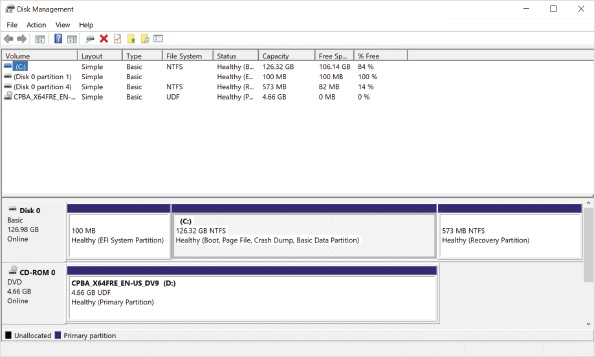 Disk Management
File Action View Help
Volume Layout Type File System Status Capacity Free Sp... % Free
(C:) Simple Basic NTFS Healthy (B... 126.32 GB 106.14 GB 84 %
(Disk 0 partition 1) Simple Basic Healthy (E... 100 MB 100 MB 100 %
(Disk 0 partition 4) Simple Basic NTFS Healthy (R... 573 MB 82 MB 14 %
CPBA_X64FRE_EN-... Simple Basic UDF Healthy (P... 4.66 GB 0 MB 0 %
Disk 0
Basic
126.98 GB
Online
100 MB
Healthy (EFI System Partition)
(C:)
126.32 GB NTFS
Healthy (Boot, Page File, Crash Dump, Basic Data Partition)
573 MB NTFS
Healthy (Recovery Partition)
CD-ROM 0
DVD
4.66 GB
Online
CPBA_X64FRE_EN-US_DV9 (D:)
4.66 GB UDF
Healthy (Primary Partition)
Unallocated Primary partition